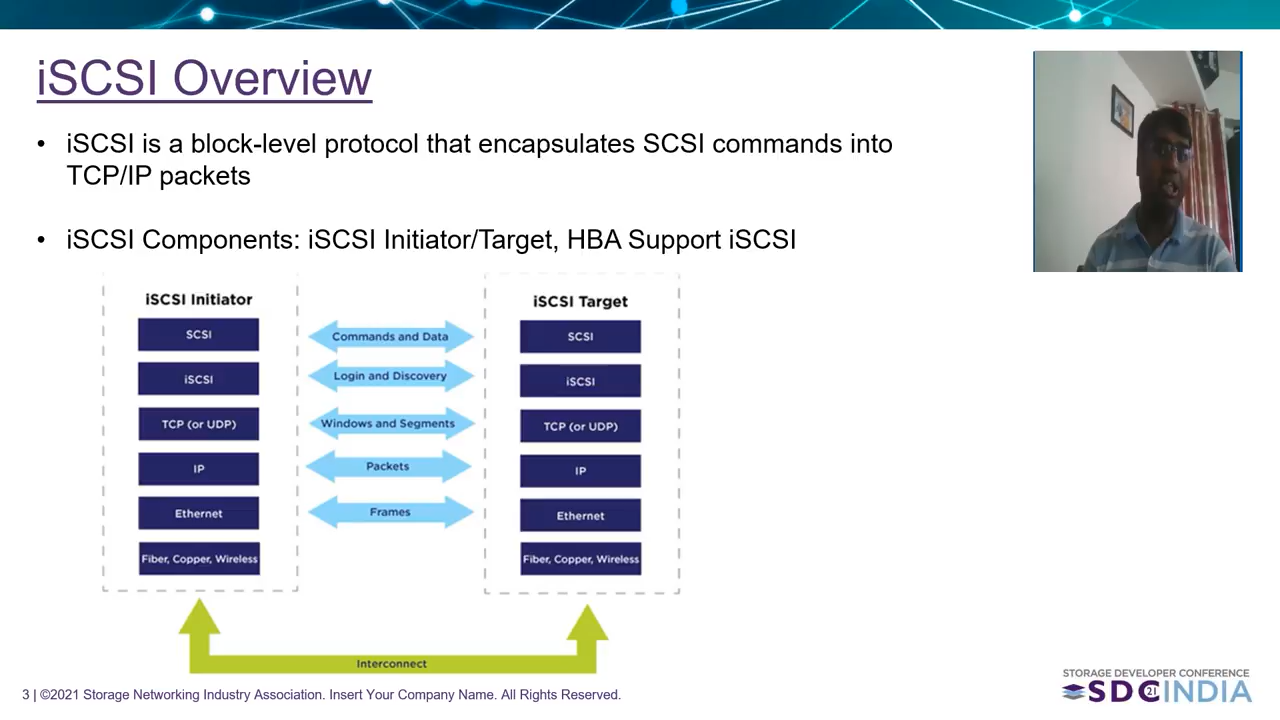 iSCSI Overview
• iSCSI is a block-level protocol that encapsulates SCSI commands into
TCP/IP packets
• iSCSI Components: iSCSI Initiator/Target, HBA Support iSCSI
iSCSI Initiator
SCSI
iSCSI
TCP (or UDP)
IP
Ethernet
Fiber, Copper, Wireless
Commands and Data
Login and Discovery
Windows and Segments
Packets
Frames
iSCSI Target
SCSI
iSCSI
TCP (or UDP)
IP
Ethernet
Fiber, Copper, Wireless
Interconnect
3 | ©2021 Storage Networking Industry Association. Insert Your Company Name. All Rights Reserved.
STORAGE DEVELOPER CONFERENCE
SDC 21 INDIA